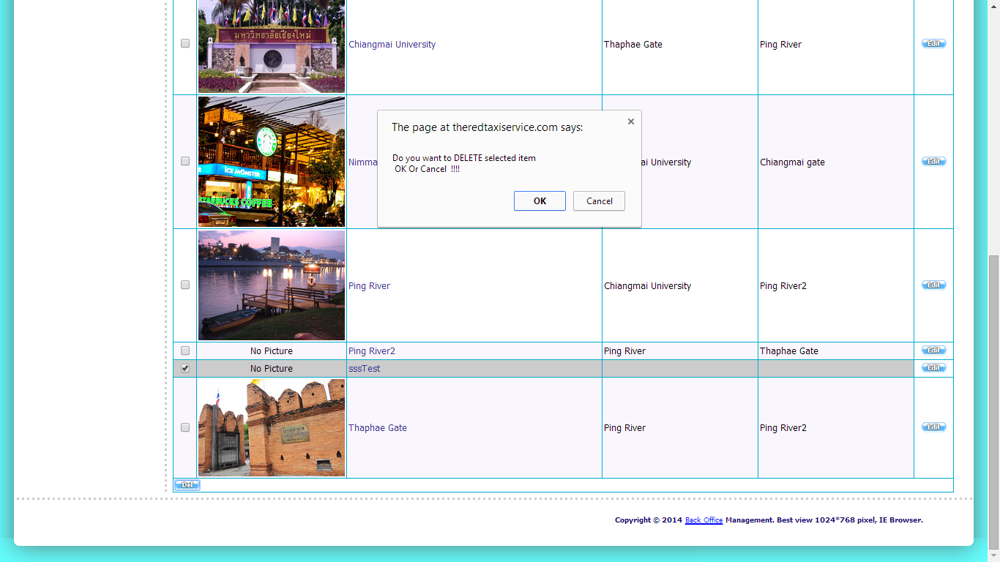 มหาวิทยาลัยเชียงใหม่
Chiangmai University
Thaphae Gate
Ping River
Edit
ICE MONSTER
STARBUCKS COFFEE
The page at theredtaxiservice.com says:
Do you want to DELETE selected item
OK Or Cancel !!!!
OK
Cancel
Nimma
ai University
Chiangmai gate
Edit
Ping River
Chiangmai University
Ping River2
Edit
No Picture
Ping River2
Ping River
Thaphae Gate
Edit
No Picture
sssTest
Edit
Thaphae Gate
Ping River
Ping River2
Edit
Del
Copyright © 2014 Back Office Management. Best view 1024*768 pixel, IE Browser.